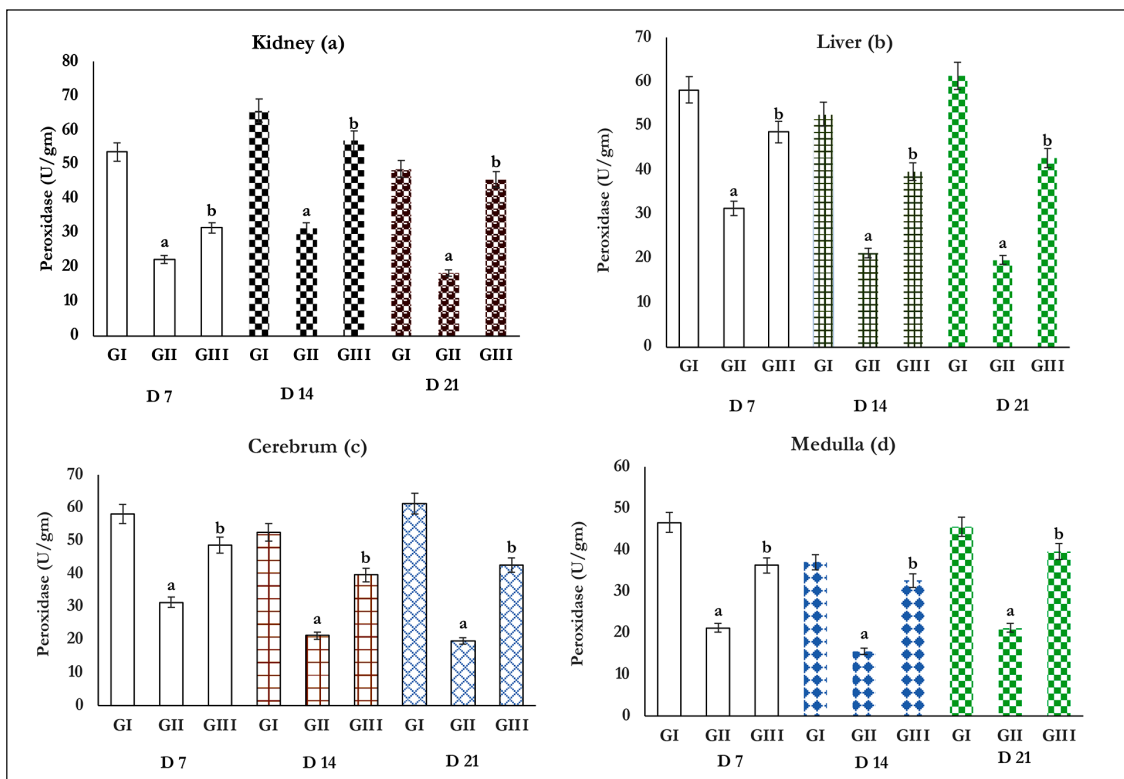 Kidney (a)
Peroxidase (U/gm)
80
70
60
50
40
30
20
10
0
a
b
a
b
a
b
GI GII GIII GI GII GIII GI GII GIII
D 7 D 14 D 21
Liver (b)
Peroxidase (U/gm)
70
60
50
40
30
20
10
0
a
b
a
b
a
b
GI GII GIII GI GII GIII GI GII GIII
D 7 D 14 D 21
Cerebrum (c)
Peroxidase (U/gm)
70
60
50
40
30
20
10
0
a
b
a
b
a
b
GI GII GIII GI GII GIII GI GII GIII
D 7 D 14 D 21
Medulla (d)
Peroxidase (U/gm)
60
50
40
30
20
10
0
a
b
a
b
a
b
GI GII GIII GI GII GIII GI GII GIII
D 7 D 14 D 21